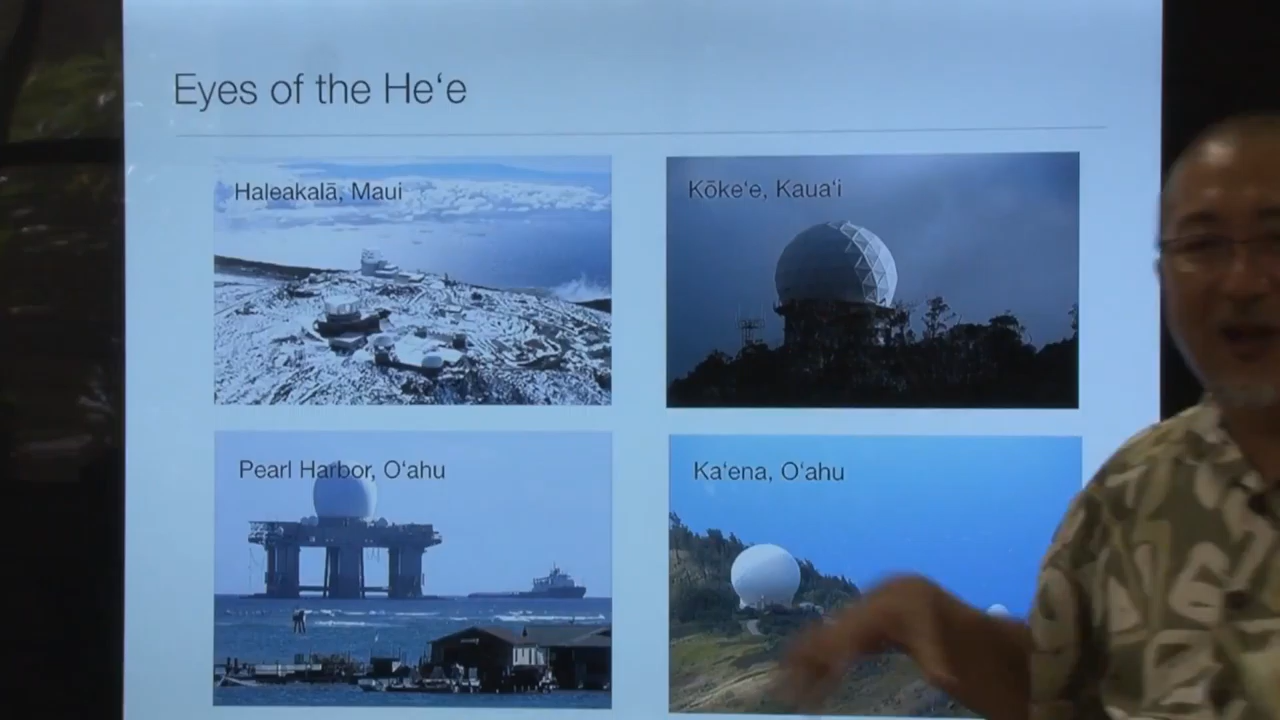 Eyes of the Heʻe
Haleakalā, Maui
Kōkeʻe, Kauaʻi
Pearl Harbor, Oʻahu
Kaʻena, Oʻahu